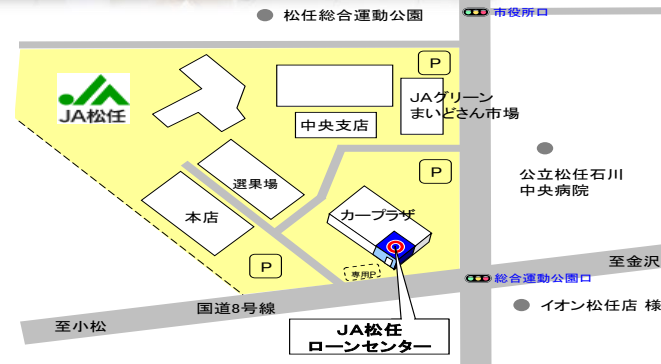 松任総合運動公園
市役所口
P
JA松任
JAグリーン
まいどさん市場
中央支店
公立松任石川
中央病院
P
選果場
本店
カープラザ
専用P
P
至金沢
総合運動公園口
国道8号線
イオン松任店 様
至小松
JA松任
ローンセンター